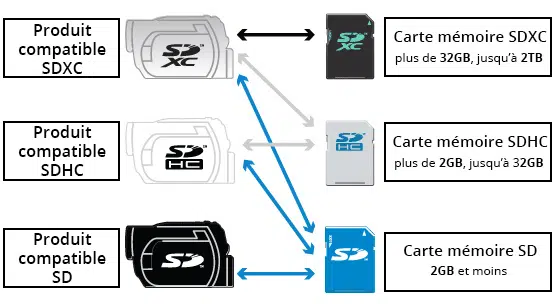 Produit
compatible
SDXC
SD
XC
SD
XC
Carte mémoire SDXC
plus de 32GB, jusqu'à 2TB
Produit
compatible
SDHC
SD
HC
SD
HC
Carte mémoire SDHC
plus de 2GB, jusqu'à 32GB
Produit
compatible
SD
SD
SD
Carte mémoire SD
2GB et moins